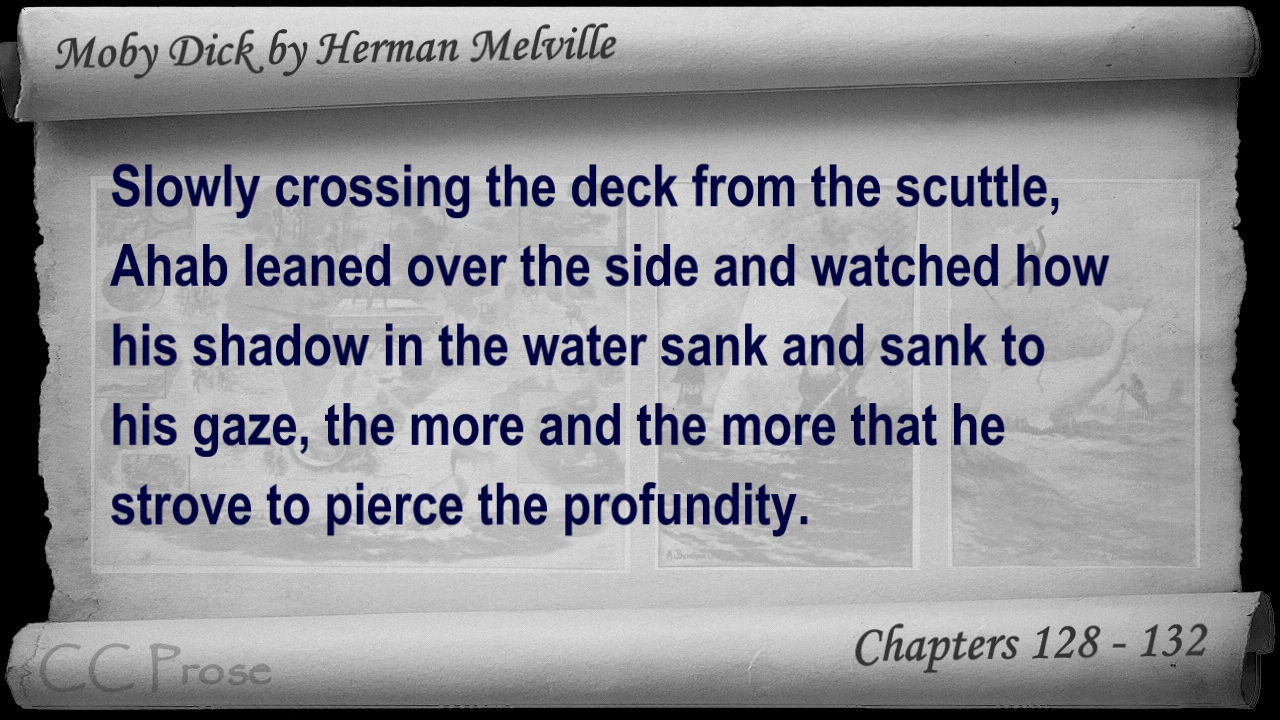 Moby Dick by Herman Melville
Slowly crossing the deck from the scuttle,
Ahab leaned over the side and watched how
his shadow in the water sank and sank to
his gaze, the more and the more that he
strove to pierce the profundity.
Chapters 128 - 132
CC Prose